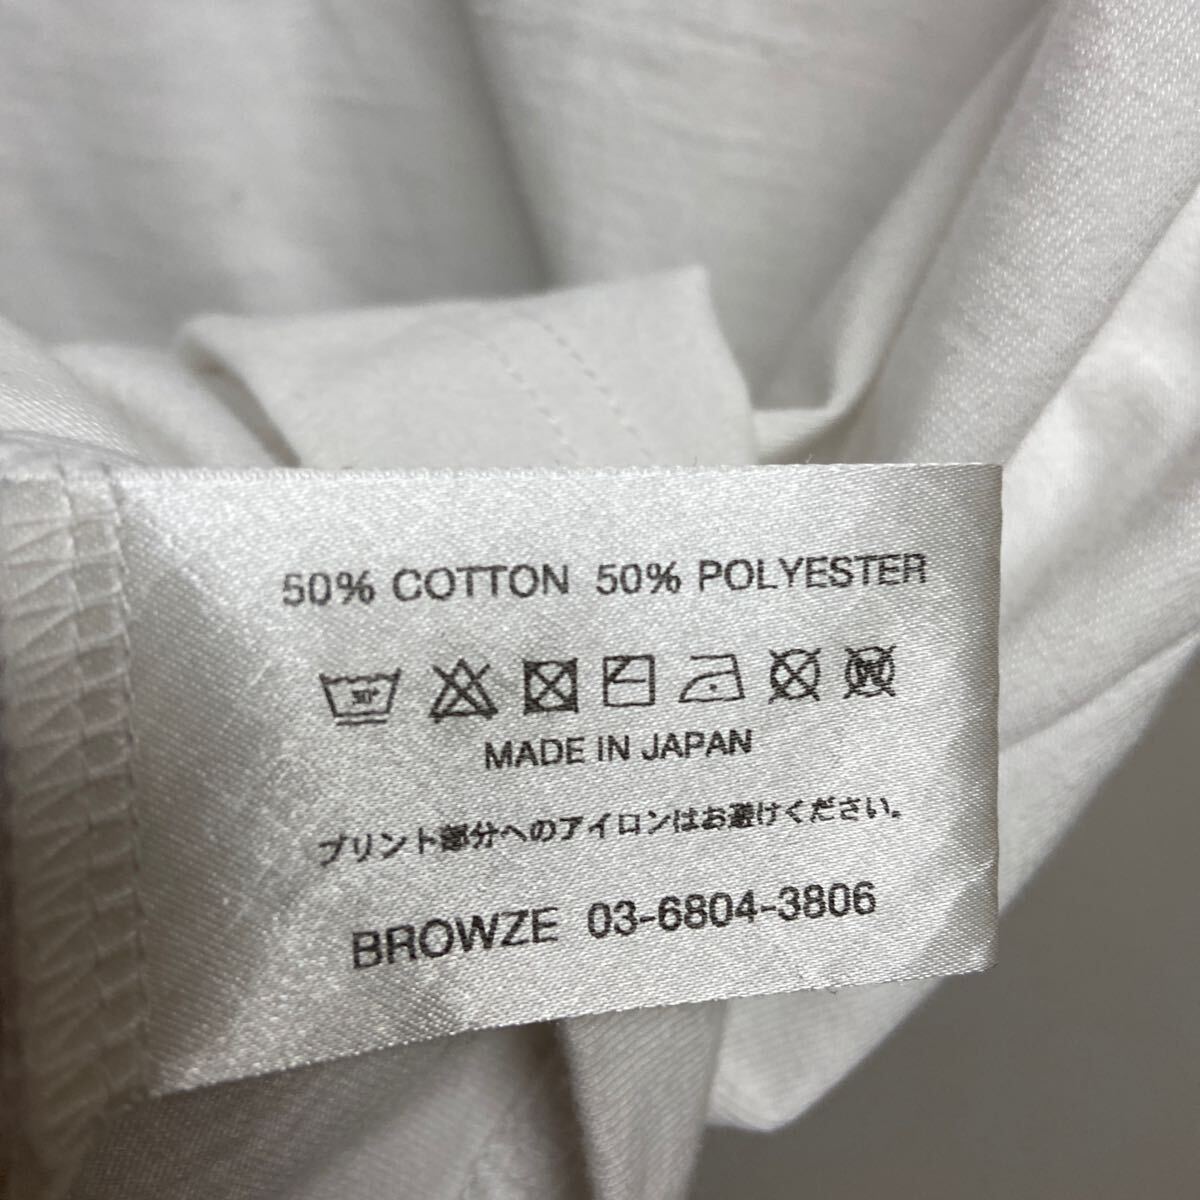 50% COTTON 50% POLYESTER
30°
W
MADE IN JAPAN
プリント部分へのアイロンはお避けください。
BROWZE 03-6804-3806